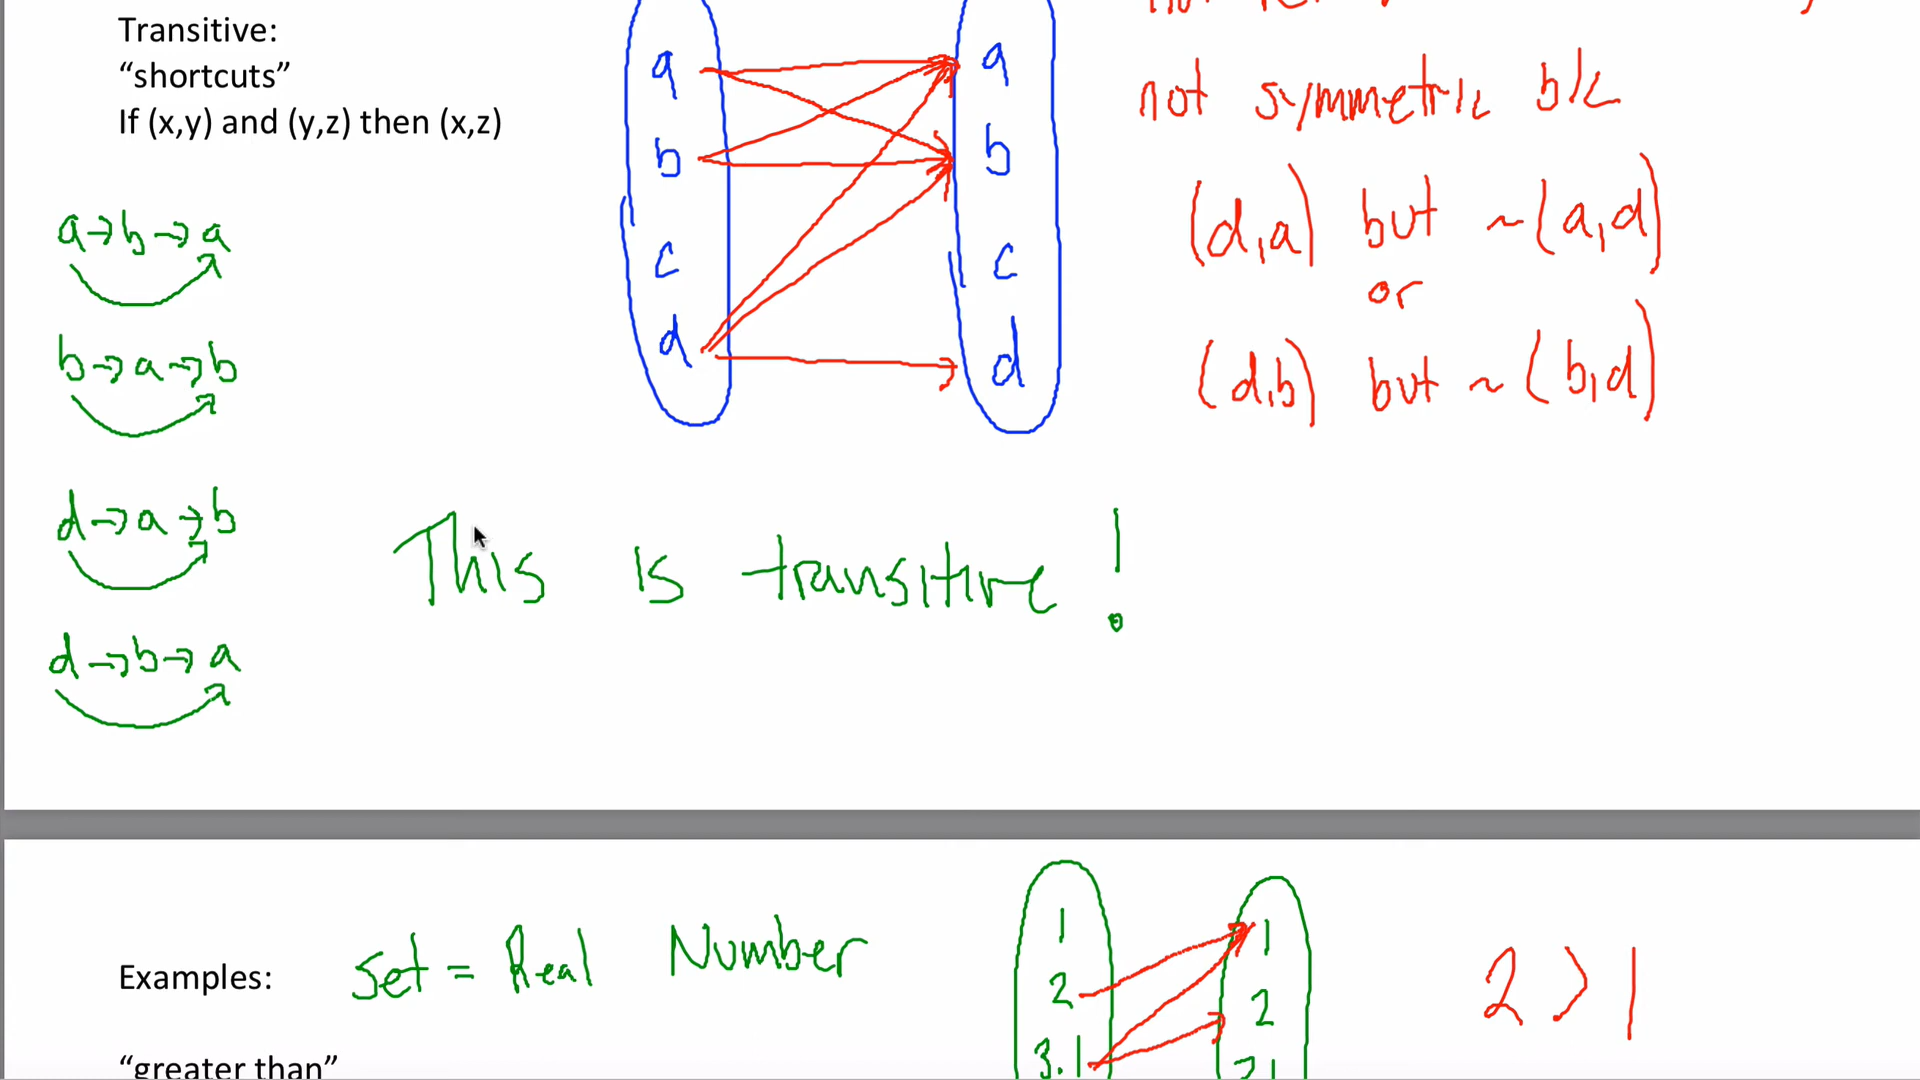 Transitive:
“shortcuts”
If (x,y) and (y,z) then (x,z)
a→b→a
b→a→b
d→a→b
d→b→a
a
b
c
d
a
b
c
d
not symmetric b/c
(d,a) but ~(a,d)
or
(d,b) but ~(b,d)
This is transitive!
Examples:
set = Real Number
“greater than”
1
2
3.1
1
2
2 > 1